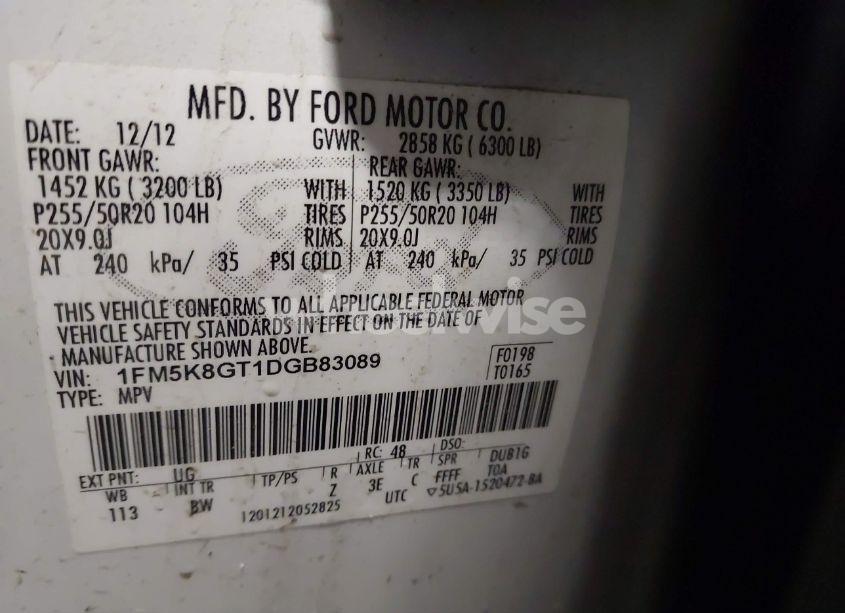 MFD. BY FORD MOTOR CO.
DATE: 12/12 GVWR: 2858 KG ( 6300 LB)
FRONT GAWR: REAR GAWR:
1452 KG ( 3200 LB) WITH 1520 KG ( 3350 LB) WITH
P255/50R20 104H TIRES P255/50R20 104H TIRES
20X9.0J RIMS 20X9.0J RIMS
AT 240 kPa/ 35 PSI COLD AT 240 kPa/ 35 PSI COLD
THIS VEHICLE CONFORMS TO ALL APPLICABLE FEDERAL MOTOR
VEHICLE SAFETY STANDARDS IN EFFECT ON THE DATE OF
MANUFACTURE SHOWN ABOVE.
VIN: 1FM5K8GT1DGB83089 F0198
TYPE: MPV T0165
EXT PNT: UG RC: 48 DSO:
WB INT TR TP/PS R AXLE TR SPR DUB1G
113 BW Z 3E C FFFF TOA
1201212052825 UTC ▽5USA-1520472-BA